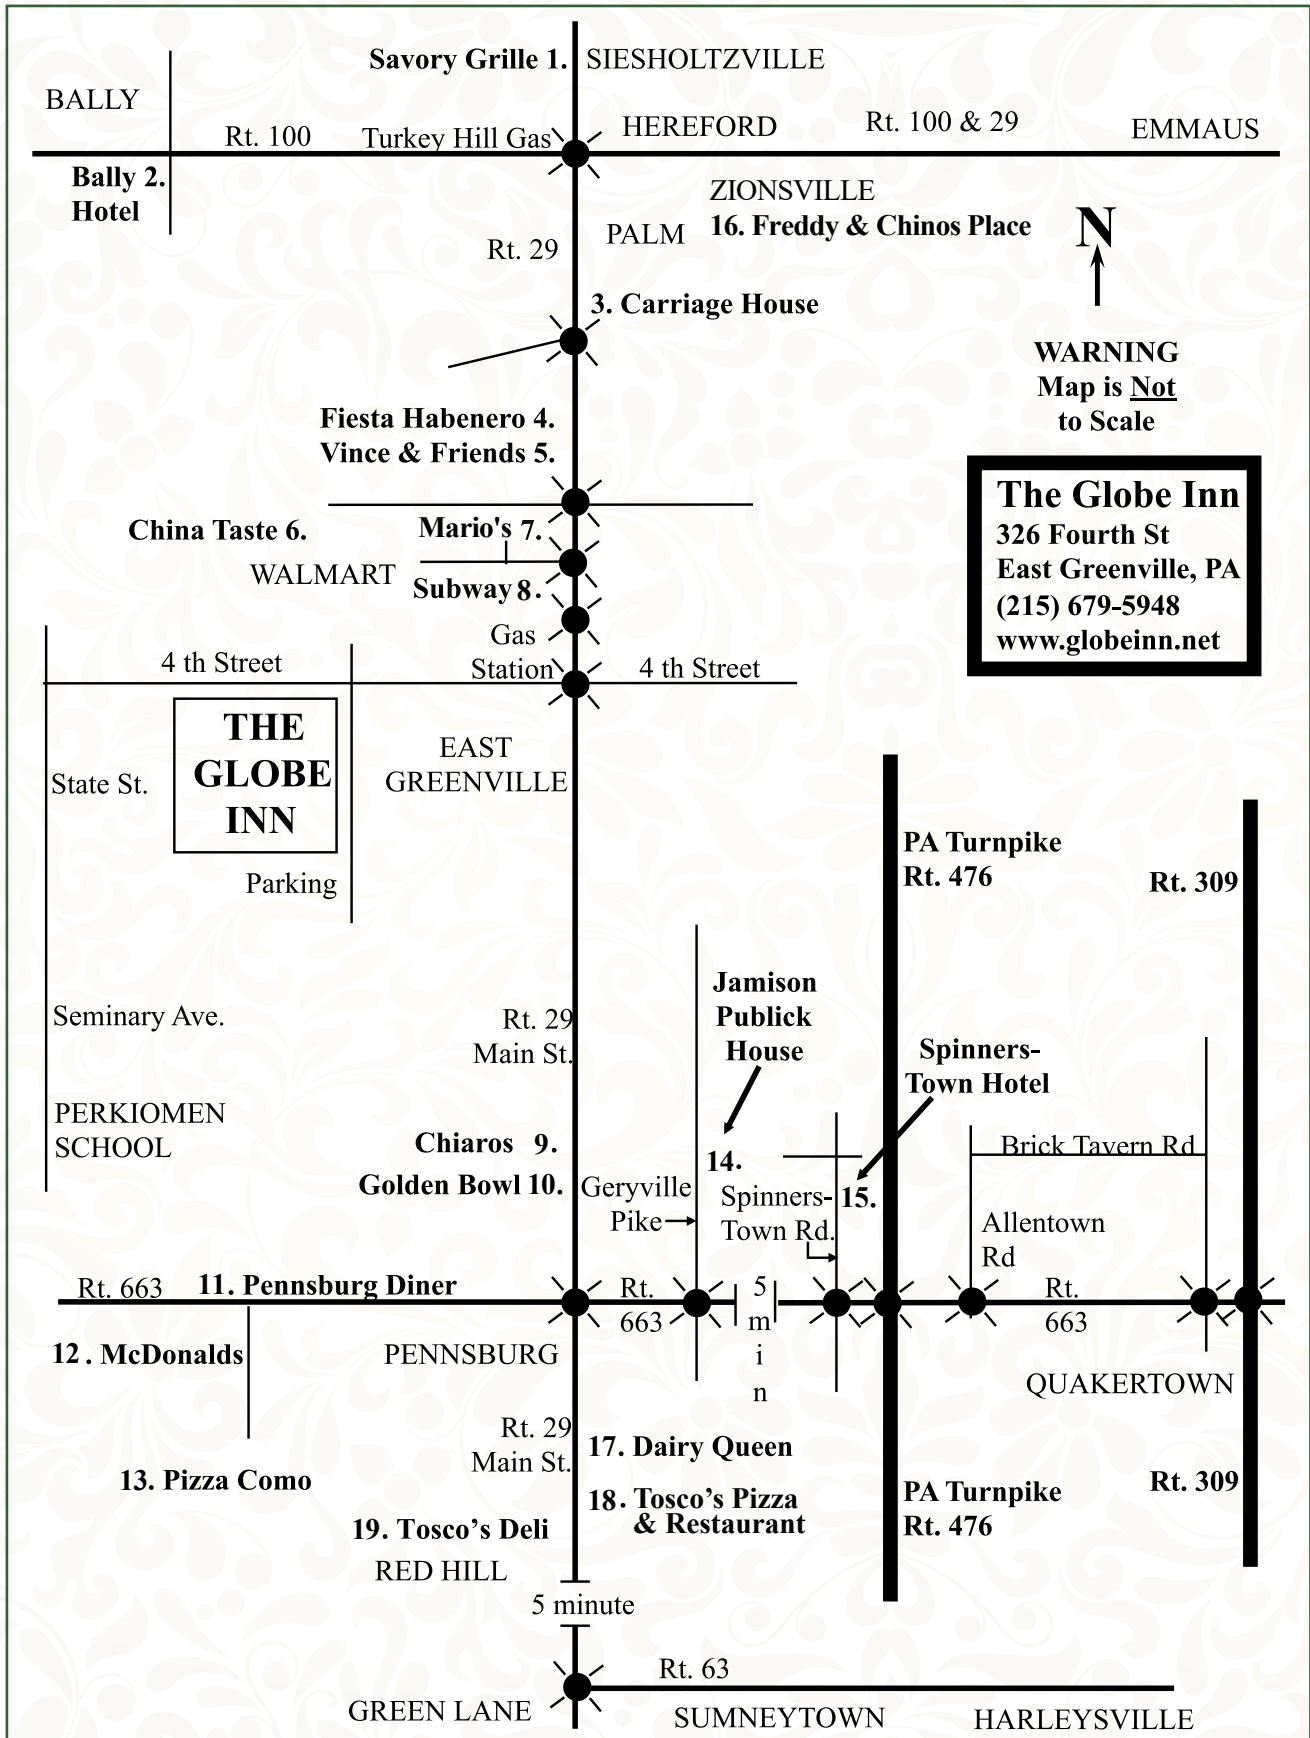 Savory Grille 1.
SIESHOLTZVILLE
BALLY
Rt. 100
Turkey Hill Gas
HEREFORD
Rt. 100 & 29
EMMAUS
Bally 2.
Hotel
ZIONSVILLE
16. Freddy & Chinos Place
PALM
Rt. 29
N
3. Carriage House
WARNING
Map is Not
to Scale
Fiesta Habenero 4.
Vince & Friends 5.
The Globe Inn
326 Fourth St
East Greenville, PA
(215) 679-5948
www.globeinn.net
China Taste 6.
Mario's 7.
WALMART
Subway 8.
Gas
Station
4 th Street
4 th Street
THE
GLOBE
INN
EAST
GREENVILLE
State St.
Parking
PA Turnpike
Rt. 476
Rt. 309
Jamison
Publick
House
Seminary Ave.
Rt. 29
Main St.
Spinners-
Town Hotel
PERKIOMEN
SCHOOL
Chiaros 9.
Golden Bowl 10.
Geryville
Pike
14.
Spinners-
Town Rd.
15.
Brick Tavern Rd
Allentown
Rd
Rt. 663
11. Pennsburg Diner
Rt.
663
5
m
i
n
Rt.
663
12. McDonalds
PENNSBURG
QUAKERTOWN
Rt. 29
Main St.
17. Dairy Queen
13. Pizza Como
18. Tosco's Pizza
& Restaurant
PA Turnpike
Rt. 476
Rt. 309
19. Tosco's Deli
RED HILL
5 minute
Rt. 63
GREEN LANE
SUMNEYTOWN
HARLEYSVILLE